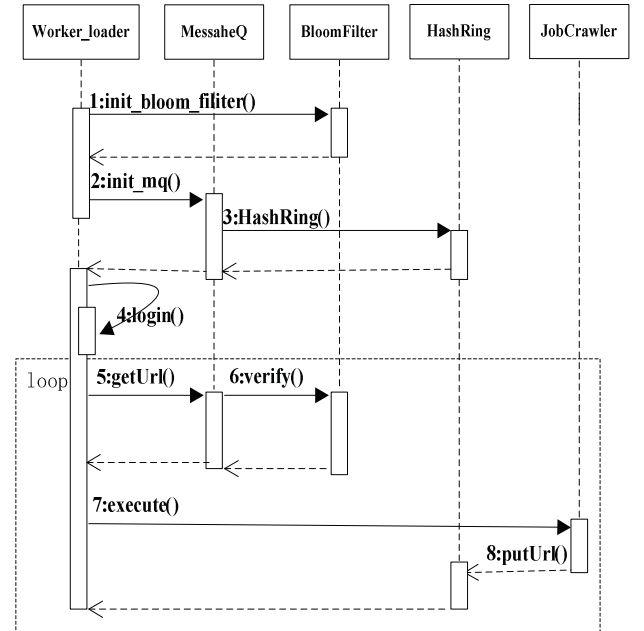 Worker_loader
MessaheQ
BloomFilter
HashRing
JobCrawler
1:init_bloom_filiter()
2:init_mq()
3:HashRing()
4:login()
loop
5:getUrl()
6:verify()
7:execute()
8:putUrl()